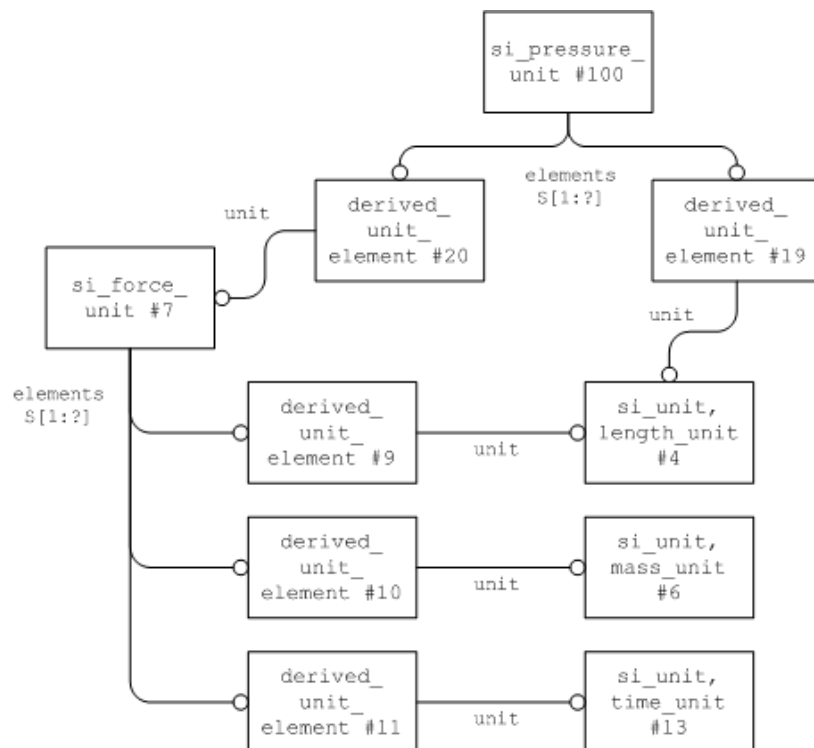 si_pressure_
unit #100
elements
S[1:?]
derived_
unit_
element #20
derived_
unit_
element #19
unit
si_force_
unit #7
unit
elements
S[1:?]
derived_
unit_
element #9
unit
si_unit,
length_unit
#4
derived_
unit_
element #10
unit
si_unit,
mass_unit
#6
derived_
unit_
element #11
unit
si_unit,
time_unit
#13